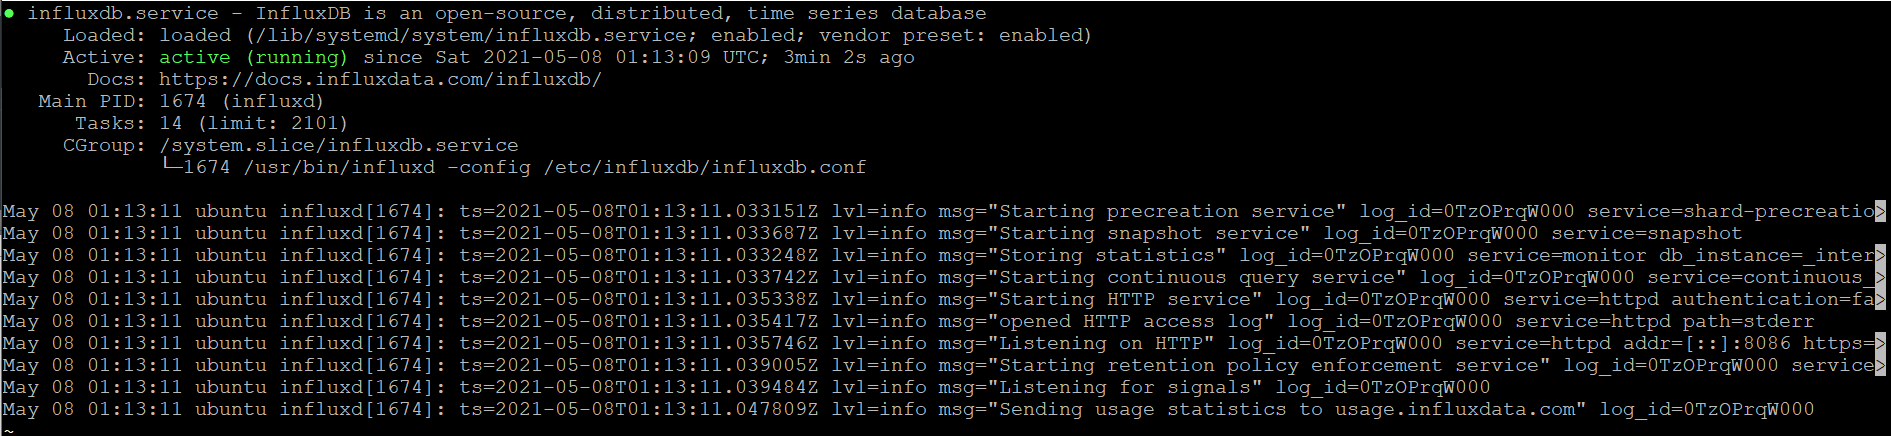 ● influxdb.service - InfluxDB is an open-source, distributed, time series database
Loaded: loaded (/lib/systemd/system/influxdb.service; enabled; vendor preset: enabled)
Active: active (running) since Sat 2021-05-08 01:13:09 UTC; 3min 2s ago
Docs: https://docs.influxdata.com/influxdb/
Main PID: 1674 (influxd)
Tasks: 14 (limit: 2101)
CGroup: /system.slice/influxdb.service
└─1674 /usr/bin/influxd -config /etc/influxdb/influxdb.conf
May 08 01:13:11 ubuntu influxd[1674]: ts=2021-05-08T01:13:11.033151Z lvl=info msg="Starting precreation service" log_id=0TzOPrqW000 service=shard-precreatio>
May 08 01:13:11 ubuntu influxd[1674]: ts=2021-05-08T01:13:11.033687Z lvl=info msg="Starting snapshot service" log_id=0TzOPrqW000 service=snapshot
May 08 01:13:11 ubuntu influxd[1674]: ts=2021-05-08T01:13:11.033248Z lvl=info msg="Storing statistics" log_id=0TzOPrqW000 service=monitor db_instance=_inter>
May 08 01:13:11 ubuntu influxd[1674]: ts=2021-05-08T01:13:11.033742Z lvl=info msg="Starting continuous query service" log_id=0TzOPrqW000 service=continuous_>
May 08 01:13:11 ubuntu influxd[1674]: ts=2021-05-08T01:13:11.035338Z lvl=info msg="Starting HTTP service" log_id=0TzOPrqW000 service=httpd authentication=fa>
May 08 01:13:11 ubuntu influxd[1674]: ts=2021-05-08T01:13:11.035417Z lvl=info msg="opened HTTP access log" log_id=0TzOPrqW000 service=httpd path=stderr
May 08 01:13:11 ubuntu influxd[1674]: ts=2021-05-08T01:13:11.035746Z lvl=info msg="Listening on HTTP" log_id=0TzOPrqW000 service=httpd addr=[::]:8086 https=>
May 08 01:13:11 ubuntu influxd[1674]: ts=2021-05-08T01:13:11.039005Z lvl=info msg="Starting retention policy enforcement service" log_id=0TzOPrqW000 service>
May 08 01:13:11 ubuntu influxd[1674]: ts=2021-05-08T01:13:11.039484Z lvl=info msg="Listening for signals" log_id=0TzOPrqW000
May 08 01:13:11 ubuntu influxd[1674]: ts=2021-05-08T01:13:11.047809Z lvl=info msg="Sending usage statistics to usage.influxdata.com" log_id=0TzOPrqW000
~